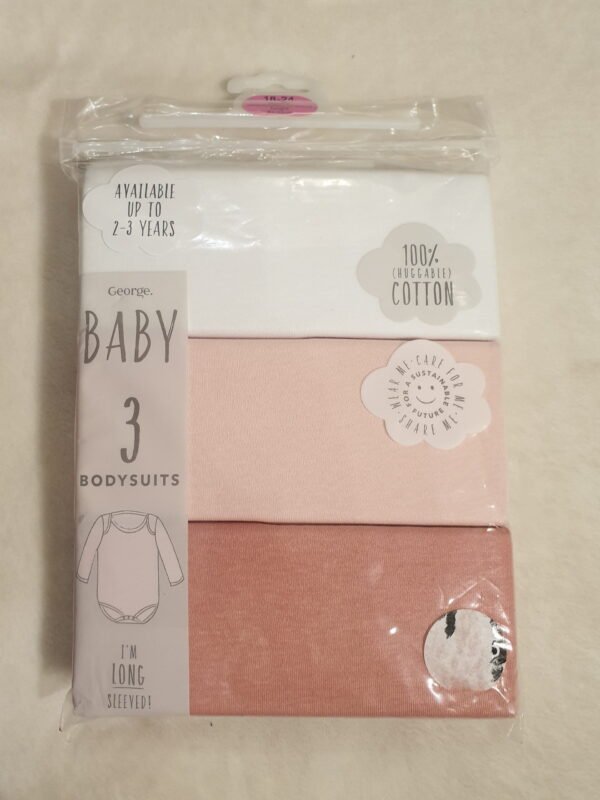 18-24
AVAILABLE
UP TO
2-3 YEARS
100%
(HUGGABLE)
COTTON
George.
BABY
3
BODYSUITS
WEAR ME · CARE FOR ME · SHARE ME ·
FOR A SUSTAINABLE FUTURE
I'M
LONG
SLEEVED!